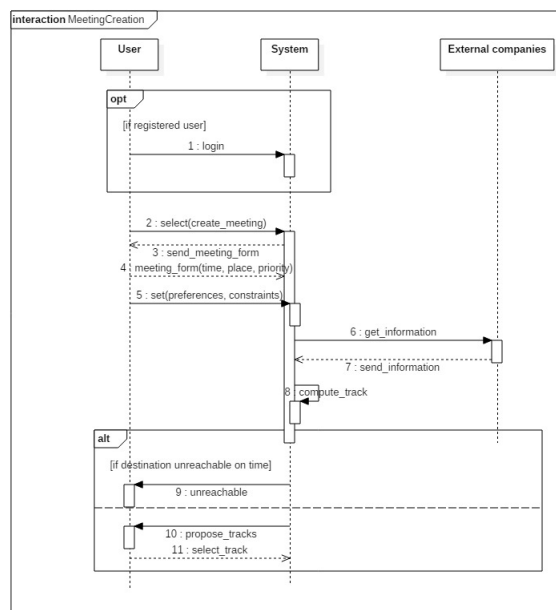 interaction MeetingCreation
User
System
External companies
opt
[if registered user]
1 : login
2 : select(create_meeting)
3 : send_meeting_form
4 : meeting_form(time, place, priority)
5 : set(preferences, constraints)
6 : get_information
7 : send_information
8 : compute_track
alt
[if destination unreachable on time]
9 : unreachable
10 : propose_tracks
11 : select_track